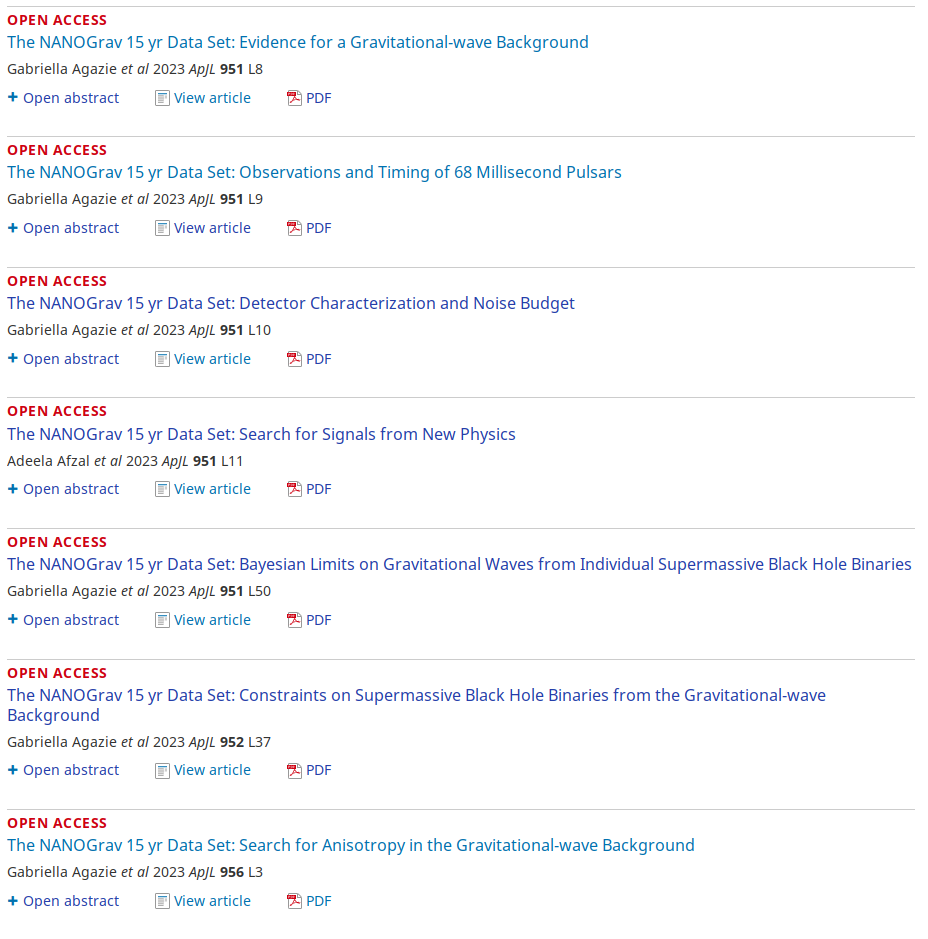 OPEN ACCESS
The NANOGrav 15 yr Data Set: Evidence for a Gravitational-wave Background
Gabriella Agazie et al 2023 ApJL 951 L8
+ Open abstract View article PDF
OPEN ACCESS
The NANOGrav 15 yr Data Set: Observations and Timing of 68 Millisecond Pulsars
Gabriella Agazie et al 2023 ApJL 951 L9
+ Open abstract View article PDF
OPEN ACCESS
The NANOGrav 15 yr Data Set: Detector Characterization and Noise Budget
Gabriella Agazie et al 2023 ApJL 951 L10
+ Open abstract View article PDF
OPEN ACCESS
The NANOGrav 15 yr Data Set: Search for Signals from New Physics
Adeela Afzal et al 2023 ApJL 951 L11
+ Open abstract View article PDF
OPEN ACCESS
The NANOGrav 15 yr Data Set: Bayesian Limits on Gravitational Waves from Individual Supermassive Black Hole Binaries
Gabriella Agazie et al 2023 ApJL 951 L50
+ Open abstract View article PDF
OPEN ACCESS
The NANOGrav 15 yr Data Set: Constraints on Supermassive Black Hole Binaries from the Gravitational-wave
Background
Gabriella Agazie et al 2023 ApJL 952 L37
+ Open abstract View article PDF
OPEN ACCESS
The NANOGrav 15 yr Data Set: Search for Anisotropy in the Gravitational-wave Background
Gabriella Agazie et al 2023 ApJL 956 L3
+ Open abstract View article PDF